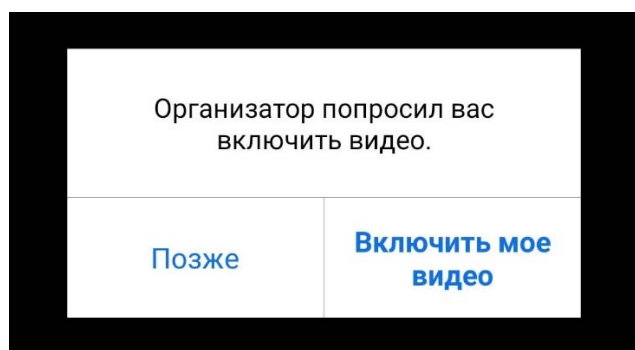 Организатор попросил вас
включить видео.
Позже
Включить мое
видео